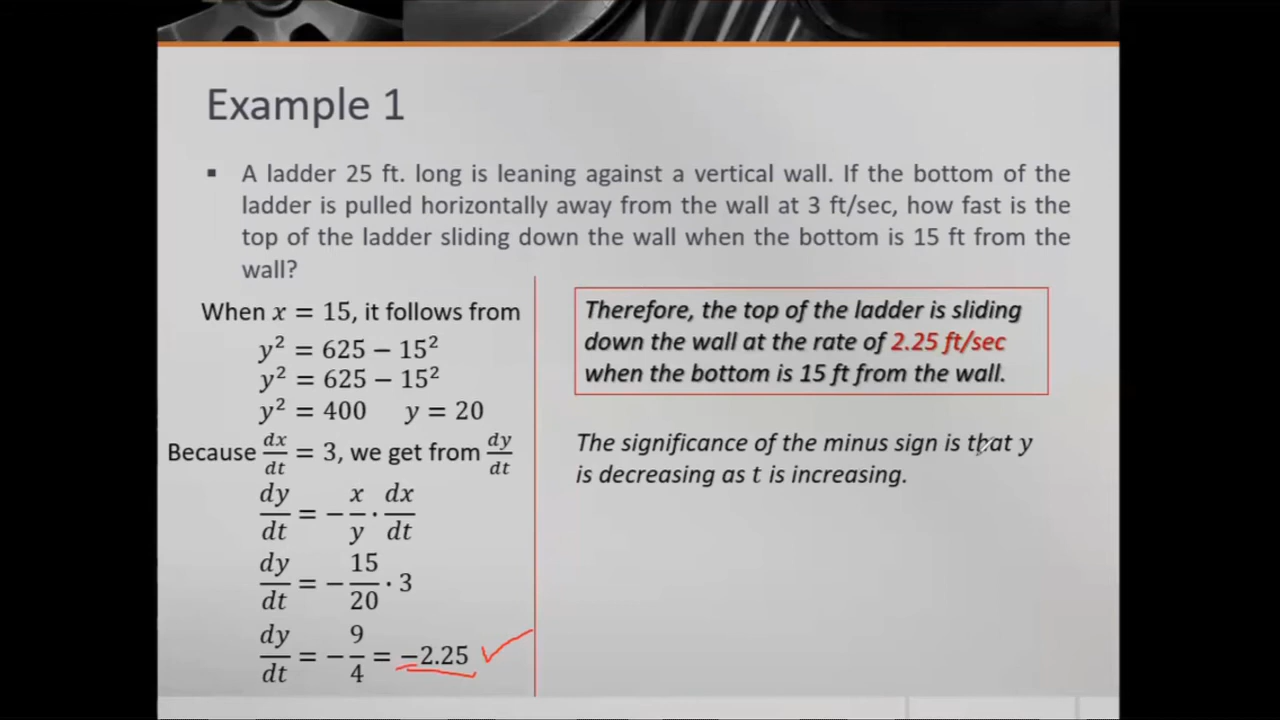 Example 1
▪ A ladder 25 ft. long is leaning against a vertical wall. If the bottom of the
ladder is pulled horizontally away from the wall at 3 ft/sec, how fast is the
top of the ladder sliding down the wall when the bottom is 15 ft from the
wall?
When x = 15, it follows from
y² = 625 − 15²
y² = 625 − 15²
y² = 400 y = 20
Because dx/dt = 3, we get from dy/dt
dy/dt = − x/y · dx/dt
dy/dt = − 15/20 · 3
dy/dt = − 9/4 = −2.25
Therefore, the top of the ladder is sliding
down the wall at the rate of 2.25 ft/sec
when the bottom is 15 ft from the wall.
The significance of the minus sign is that y
is decreasing as t is increasing.